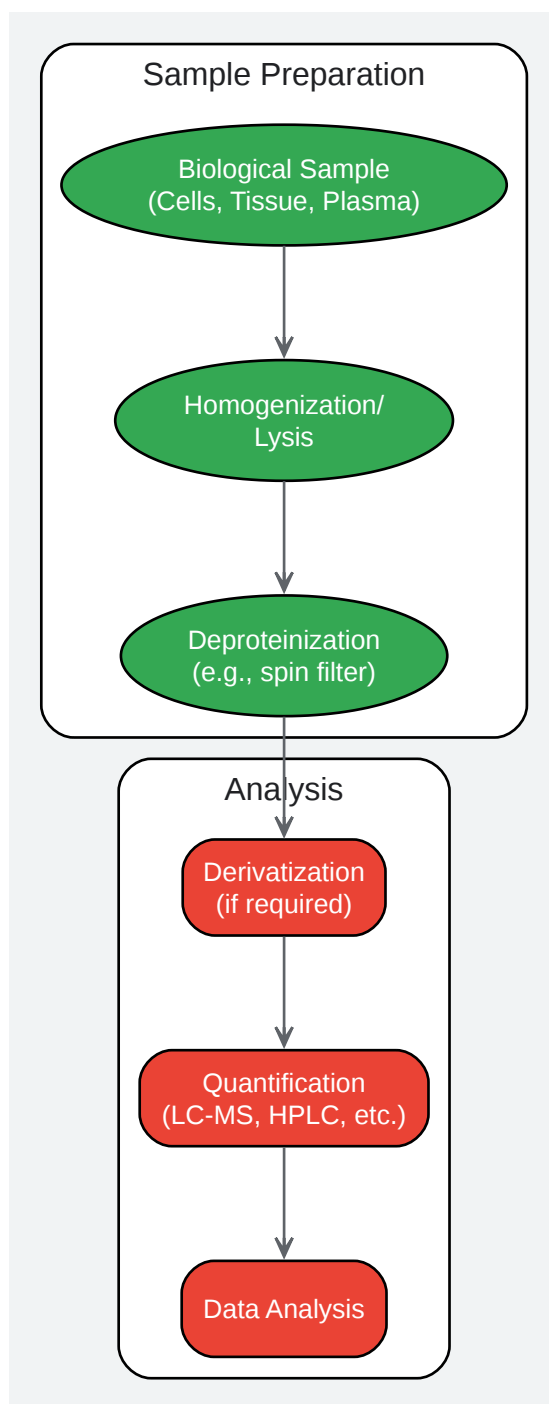 Sample Preparation
Biological Sample
(Cells, Tissue, Plasma)
Homogenization/
Lysis
Deproteinization
(e.g., spin filter)
Analysis
Derivatization
(if required)
Quantification
(LC-MS, HPLC, etc.)
Data Analysis